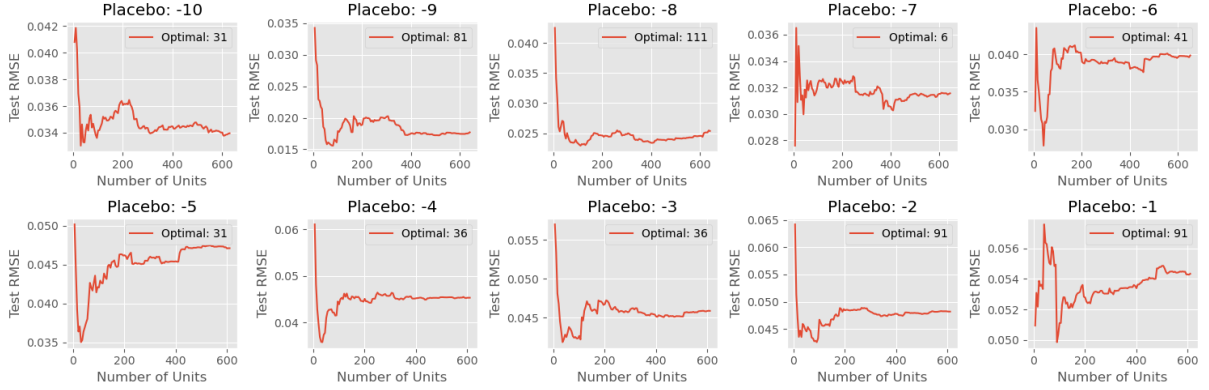 Placebo: -10
Optimal: 31
Test RMSE
0.042
0.040
0.038
0.036
0.034
0
200
400
600
Number of Units
Placebo: -9
Optimal: 81
Test RMSE
0.035
0.030
0.025
0.020
0.015
0
200
400
600
Number of Units
Placebo: -8
Optimal: 111
Test RMSE
0.040
0.035
0.030
0.025
0
200
400
600
Number of Units
Placebo: -7
Optimal: 6
Test RMSE
0.036
0.034
0.032
0.030
0.028
0
200
400
600
Number of Units
Placebo: -6
Optimal: 41
Test RMSE
0.040
0.035
0.030
0
200
400
600
Number of Units
Placebo: -5
Optimal: 31
Test RMSE
0.050
0.045
0.040
0.035
0
200
400
600
Number of Units
Placebo: -4
Optimal: 36
Test RMSE
0.06
0.05
0.04
0
200
400
600
Number of Units
Placebo: -3
Optimal: 36
Test RMSE
0.055
0.050
0.045
0
200
400
600
Number of Units
Placebo: -2
Optimal: 91
Test RMSE
0.065
0.060
0.055
0.050
0.045
0
200
400
600
Number of Units
Placebo: -1
Optimal: 91
Test RMSE
0.056
0.054
0.052
0.050
0
200
400
600
Number of Units